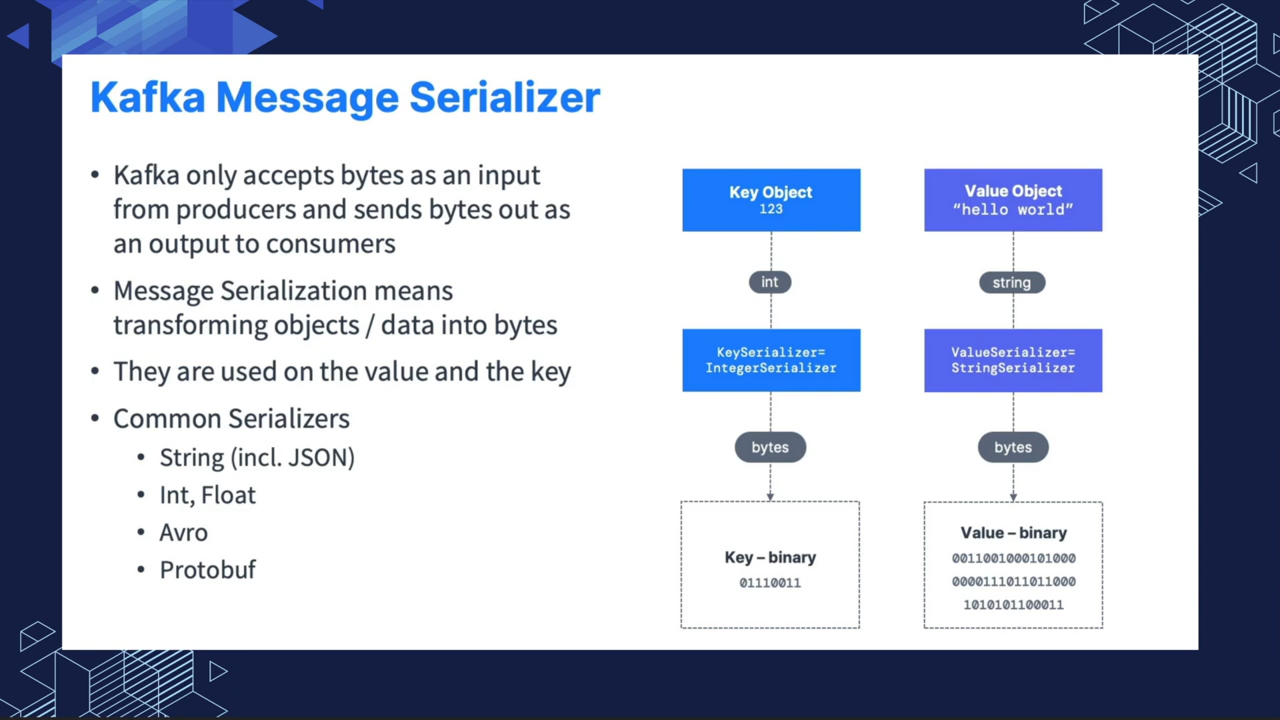 Kafka Message Serializer
• Kafka only accepts bytes as an input
from producers and sends bytes out as
an output to consumers
• Message Serialization means
transforming objects / data into bytes
• They are used on the value and the key
• Common Serializers
• String (incl. JSON)
• Int, Float
• Avro
• Protobuf
Key Object
123
int
KeySerializer=
IntegerSerializer
bytes
Key – binary
01110011
Value Object
“hello world”
string
ValueSerializer=
StringSerializer
bytes
Value – binary
0011001000101000
0000111011011000
1010101100011